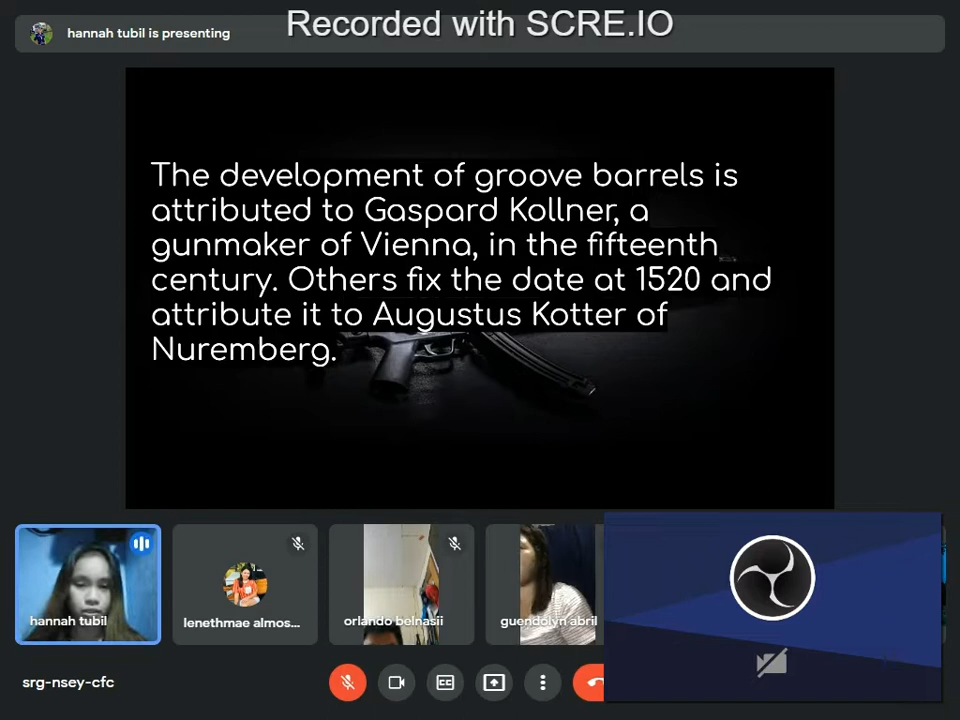 Recorded with SCRE.IO
hannah tubil is presenting
The development of groove barrels is
attributed to Gaspard Kollner, a
gunmaker of Vienna, in the fifteenth
century. Others fix the date at 1520 and
attribute it to Augustus Kotter of
Nuremberg.
hannah tubil
lenethmae almos...
orlando belnasii
guendolyn abril
srg-nsey-cfc